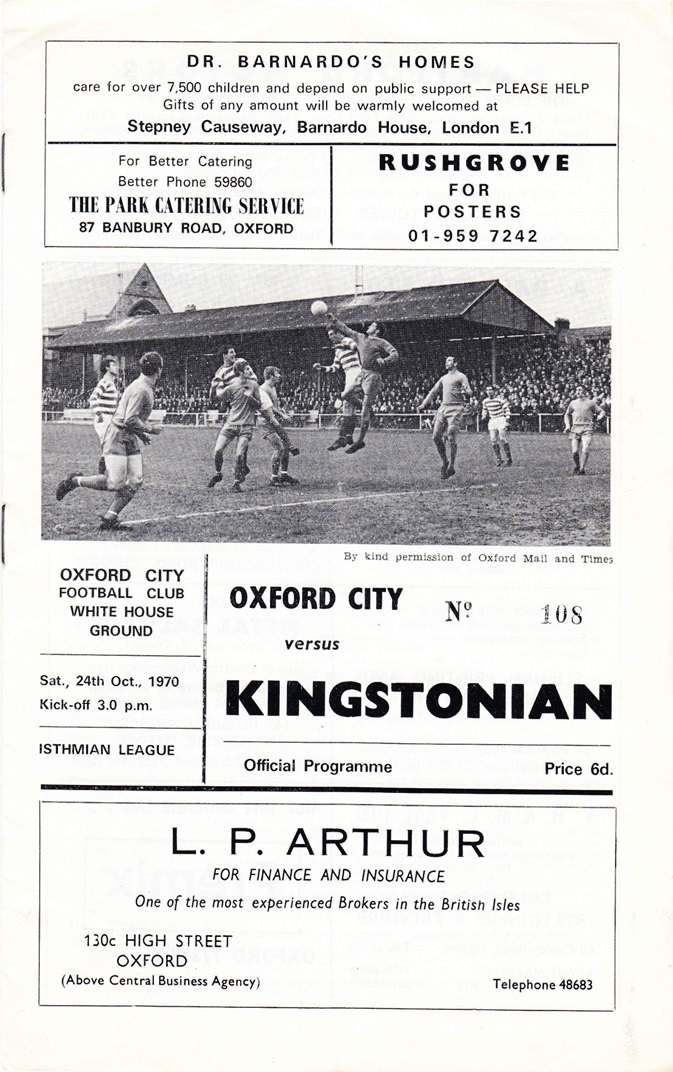 DR. BARNARDO'S HOMES
care for over 7,500 children and depend on public support — PLEASE HELP
Gifts of any amount will be warmly welcomed at
Stepney Causeway, Barnardo House, London E.1
For Better Catering
Better Phone 59860
THE PARK CATERING SERVICE
87 BANBURY ROAD, OXFORD
RUSHGROVE
FOR
POSTERS
01-959 7242
By kind permission of Oxford Mail and Times
OXFORD CITY
FOOTBALL CLUB
WHITE HOUSE
GROUND
Sat., 24th Oct., 1970
Kick-off 3.0 p.m.
ISTHMIAN LEAGUE
OXFORD CITY
Nº 108
versus
KINGSTONIAN
Official Programme
Price 6d.
L. P. ARTHUR
FOR FINANCE AND INSURANCE
One of the most experienced Brokers in the British Isles
130c HIGH STREET
OXFORD
(Above Central Business Agency)
Telephone 48683